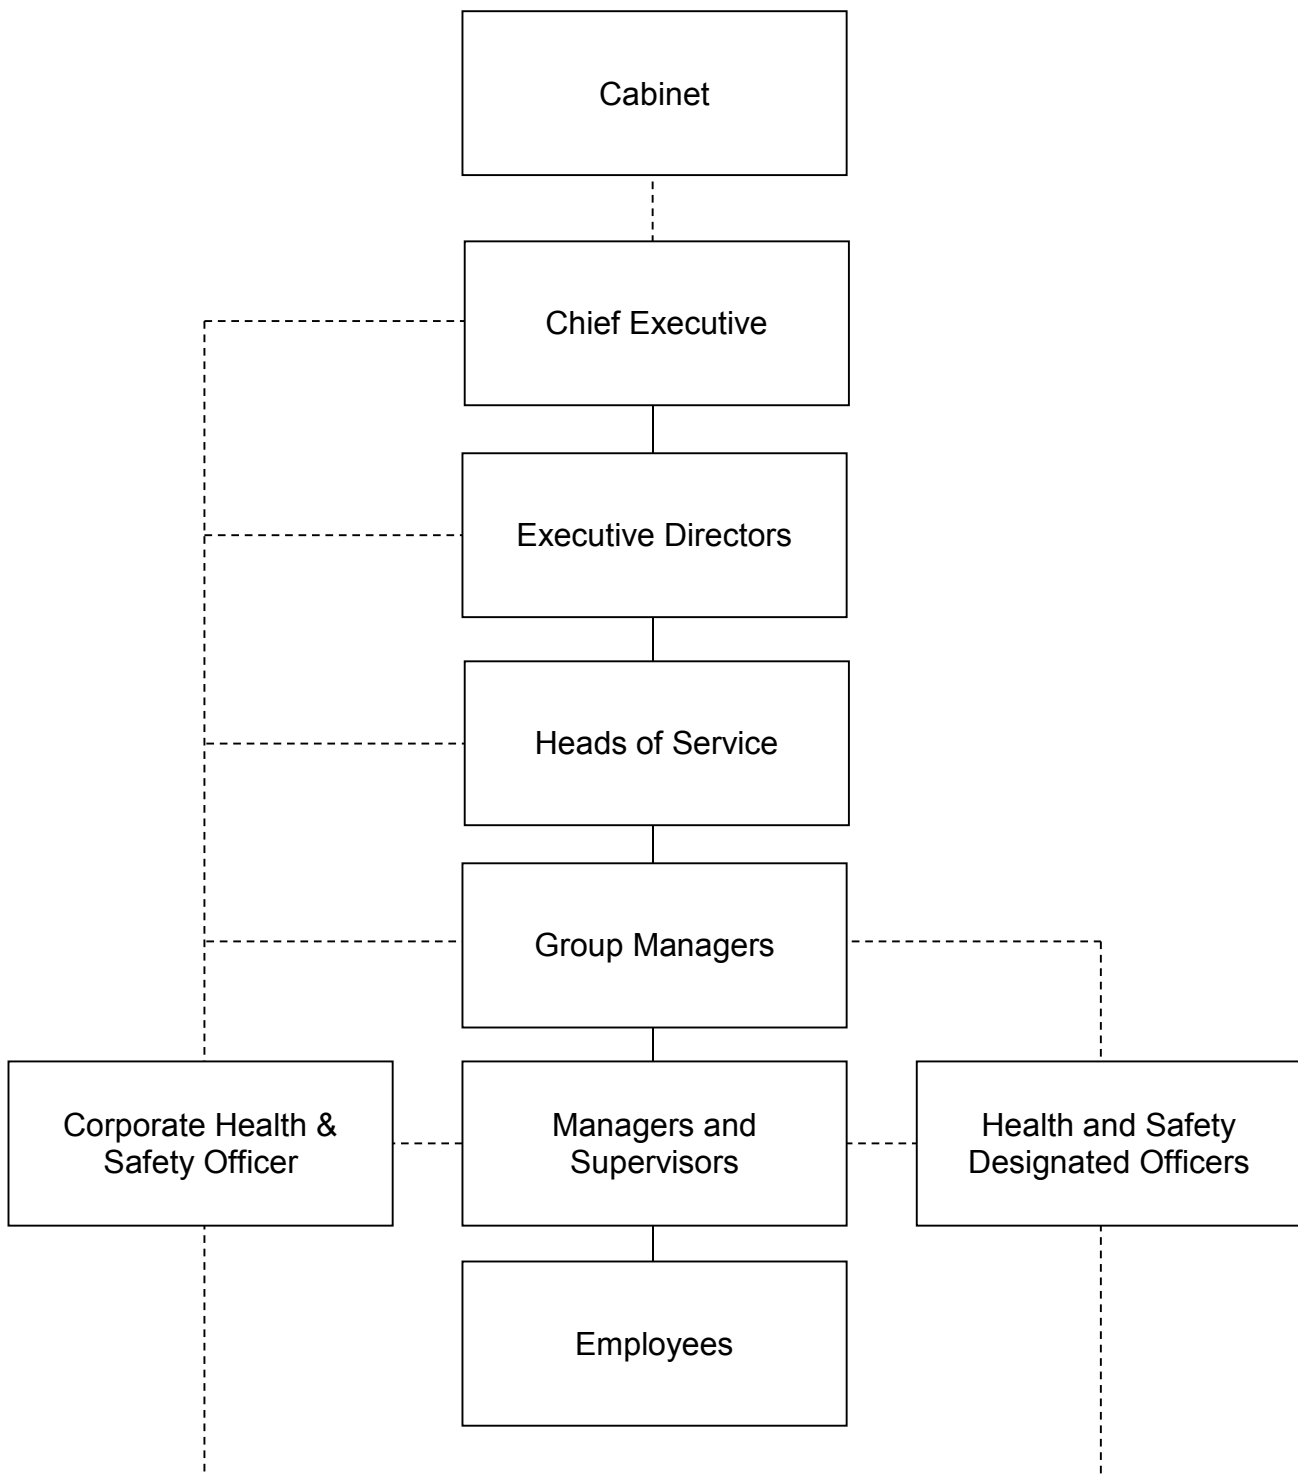 Cabinet
Chief Executive
Executive Directors
Heads of Service
Group Managers
Corporate Health &
Safety Officer
Managers and
Supervisors
Health and Safety
Designated Officers
Employees